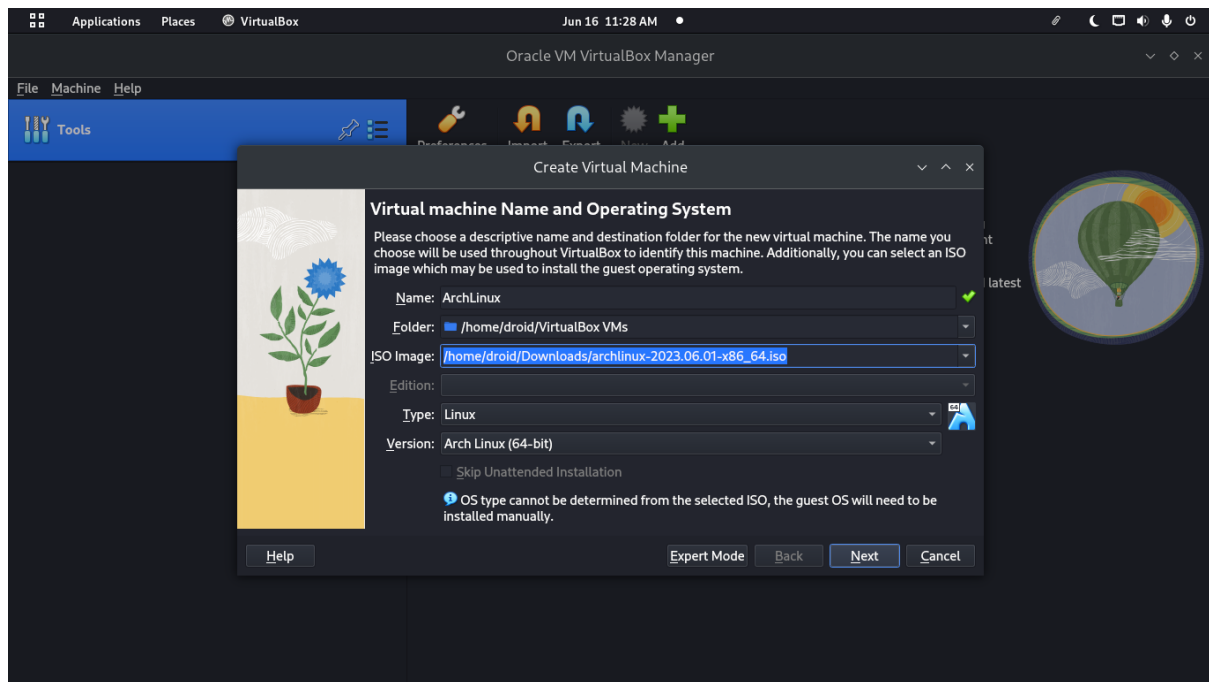 Applications Places VirtualBox Jun 16 11:28 AM
Oracle VM VirtualBox Manager
File Machine Help
Tools
Preferences Import Export New Add
Create Virtual Machine
Virtual machine Name and Operating System
Please choose a descriptive name and destination folder for the new virtual machine. The name you
choose will be used throughout VirtualBox to identify this machine. Additionally, you can select an ISO
image which may be used to install the guest operating system.
Name: ArchLinux
Folder: /home/droid/VirtualBox VMs
ISO Image: /home/droid/Downloads/archlinux-2023.06.01-x86_64.iso
Edition:
Type: Linux
64
Version: Arch Linux (64-bit)
Skip Unattended Installation
OS type cannot be determined from the selected ISO, the guest OS will need to be
installed manually.
Help Expert Mode Back Next Cancel
latest